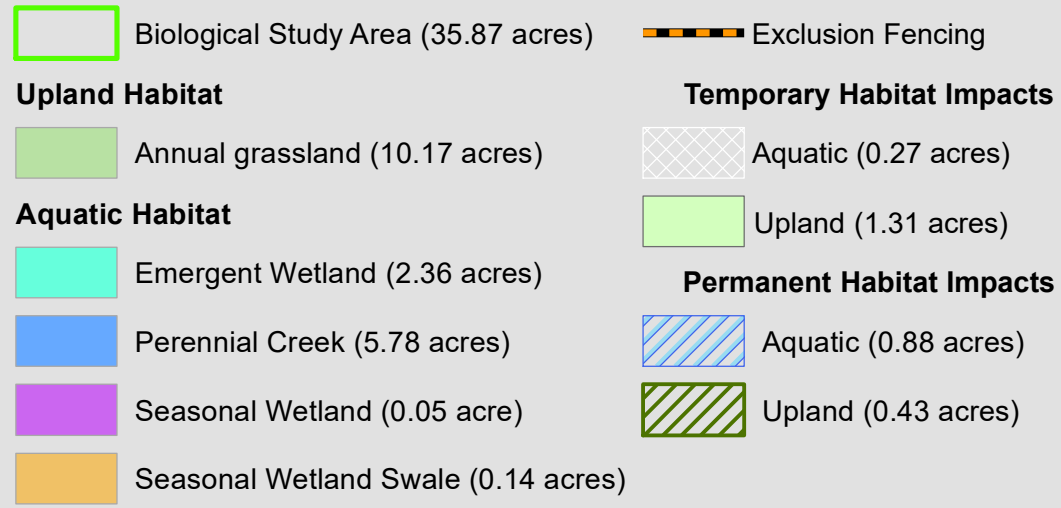 Biological Study Area (35.87 acres)
Upland Habitat
Annual grassland (10.17 acres)
Aquatic Habitat
Emergent Wetland (2.36 acres)
Perennial Creek (5.78 acres)
Seasonal Wetland (0.05 acre)
Seasonal Wetland Swale (0.14 acres)
Exclusion Fencing
Temporary Habitat Impacts
Aquatic (0.27 acres)
Upland (1.31 acres)
Permanent Habitat Impacts
Aquatic (0.88 acres)
Upland (0.43 acres)